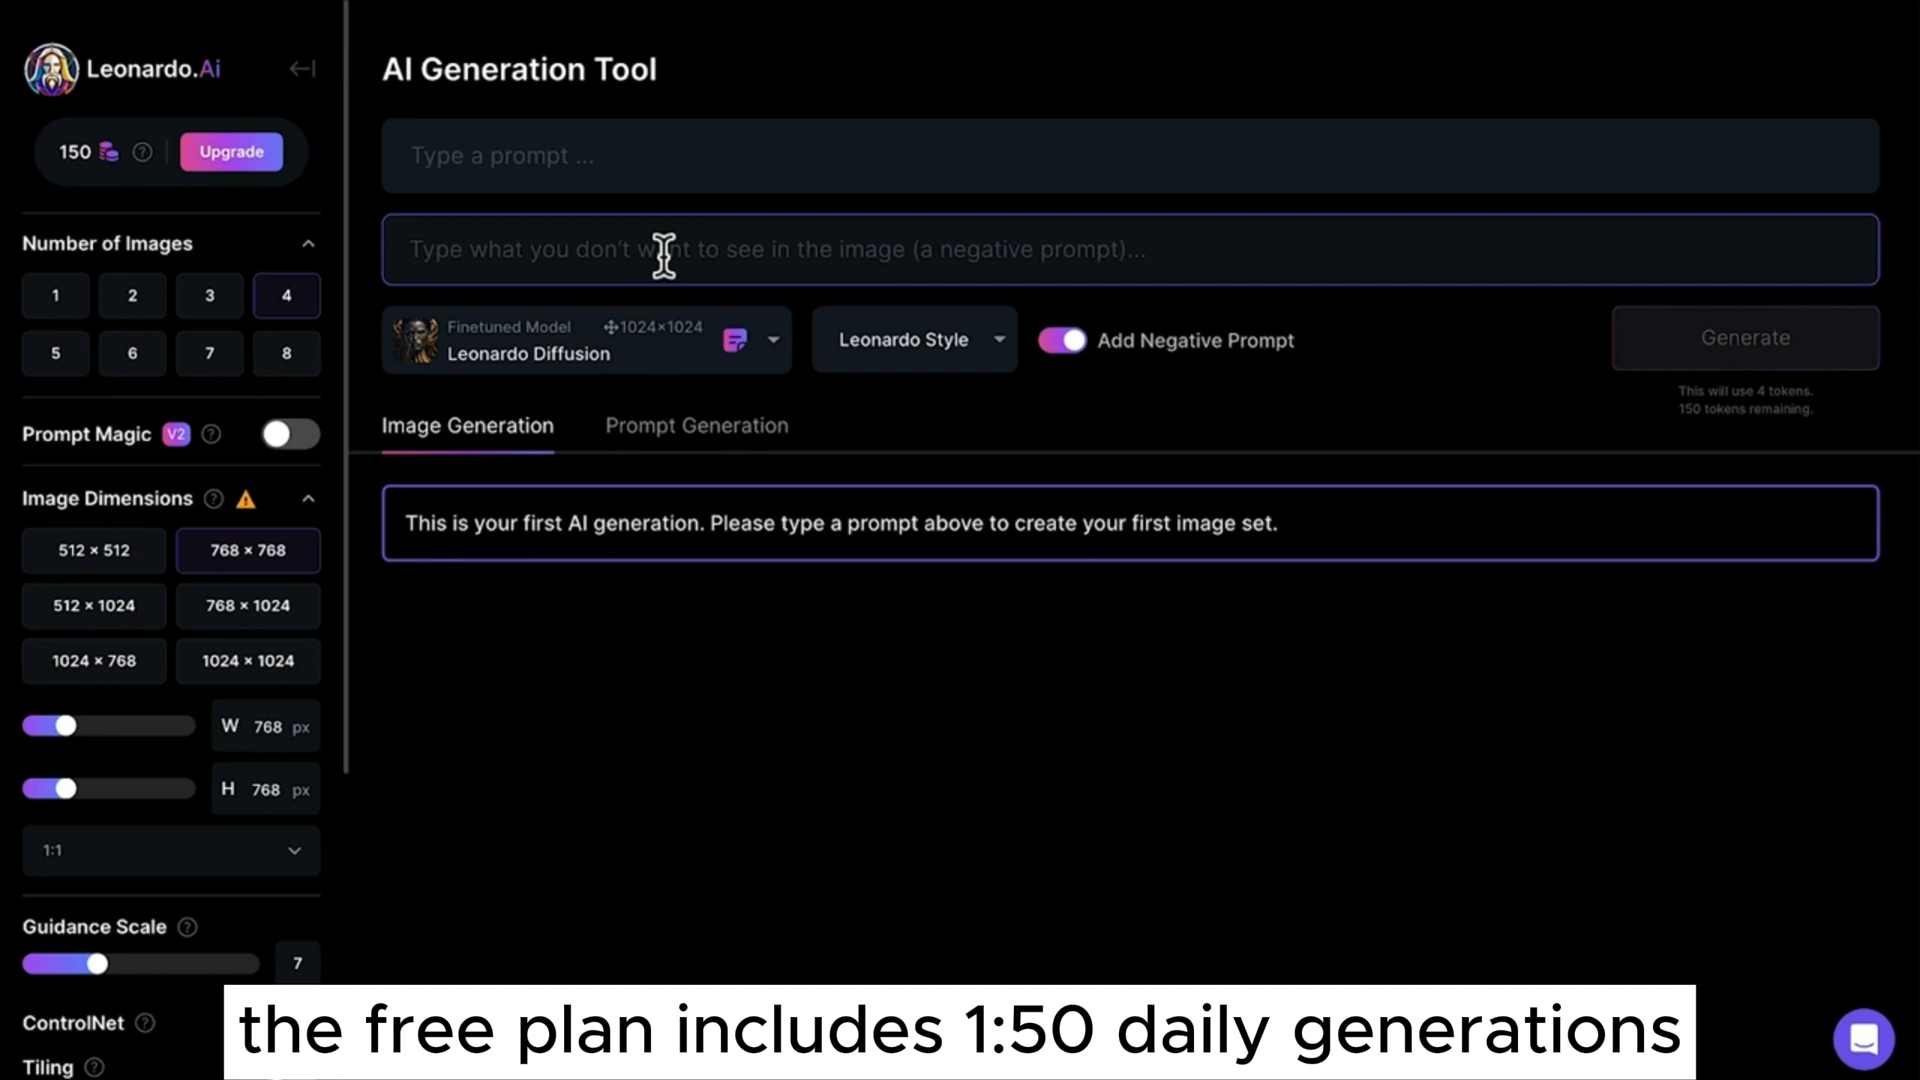 Leonardo.Ai
150
Upgrade
Number of Images
1 2 3 4
5 6 7 8
Prompt Magic V2
Image Dimensions
512 × 512 768 × 768
512 × 1024 768 × 1024
1024 × 768 1024 × 1024
W 768 px
H 768 px
1:1
Guidance Scale
7
ControlNet
Tiling
AI Generation Tool
Type a prompt ...
Type what you don't want to see in the image (a negative prompt)...
Finetuned Model 1024×1024
Leonardo Diffusion
Leonardo Style
Add Negative Prompt
Generate
This will use 4 tokens.
150 tokens remaining.
Image Generation Prompt Generation
This is your first AI generation. Please type a prompt above to create your first image set.
the free plan includes 1:50 daily generations